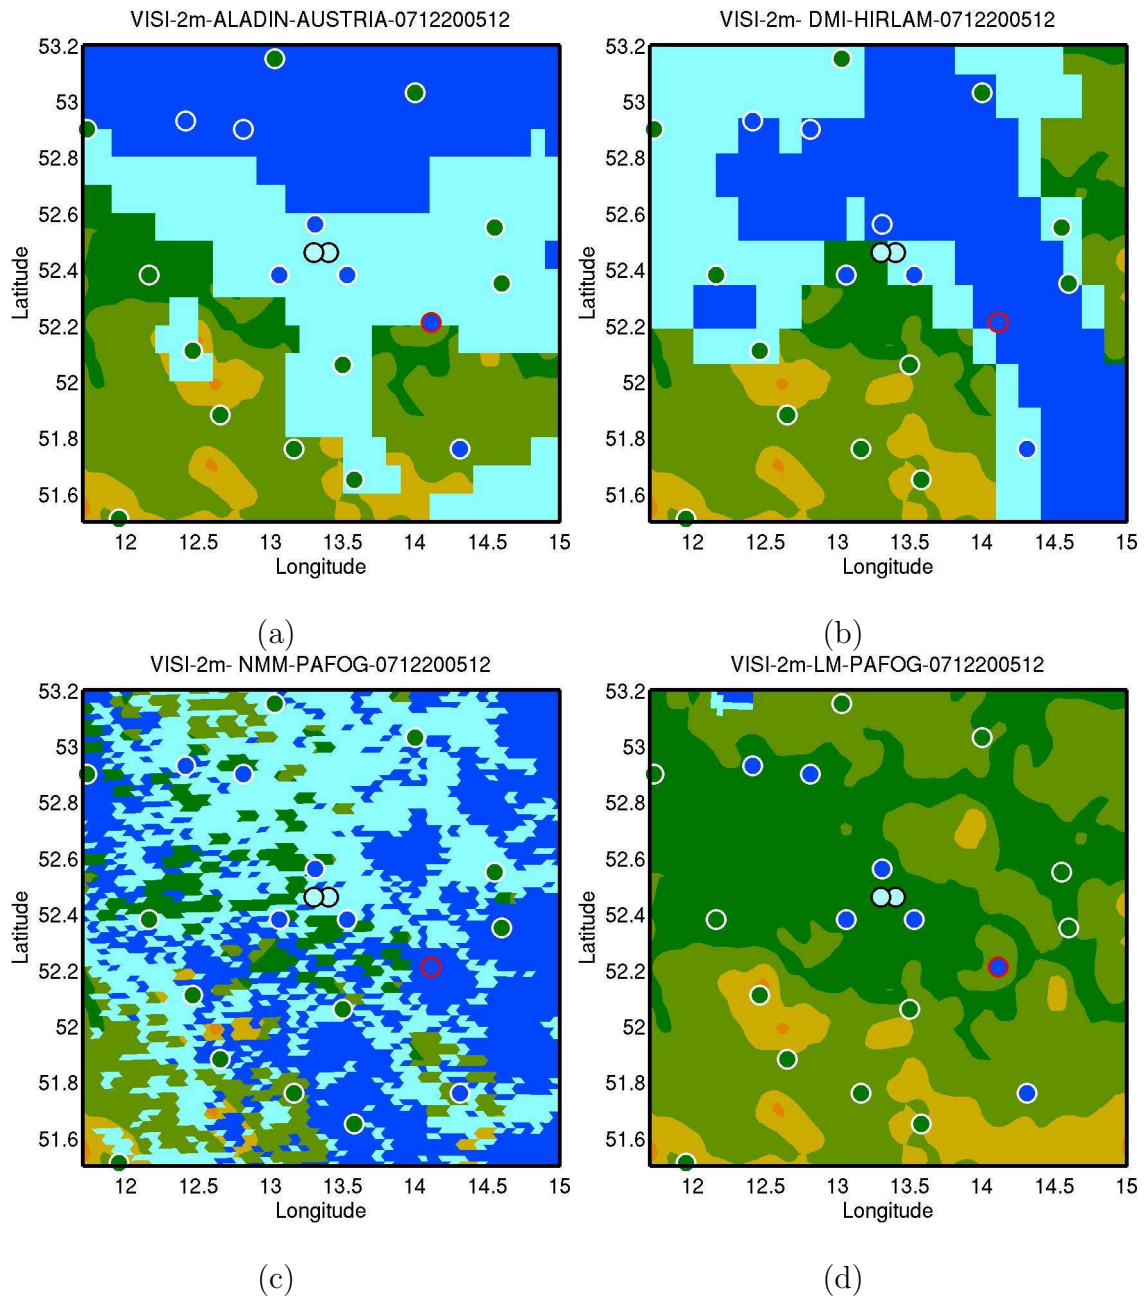 VISI-2m-ALADIN-AUSTRIA-0712200512
53.2
53
52.8
52.6
52.4
52.2
52
51.8
51.6
Latitude
12 12.5 13 13.5 14 14.5 15
Longitude
(a)
VISI-2m- DMI-HIRLAM-0712200512
53.2
53
52.8
52.6
52.4
52.2
52
51.8
51.6
Latitude
12 12.5 13 13.5 14 14.5 15
Longitude
(b)
VISI-2m- NMM-PAFOG-0712200512
53.2
53
52.8
52.6
52.4
52.2
52
51.8
51.6
Latitude
12 12.5 13 13.5 14 14.5 15
Longitude
(c)
VISI-2m-LM-PAFOG-0712200512
53.2
53
52.8
52.6
52.4
52.2
52
51.8
51.6
Latitude
12 12.5 13 13.5 14 14.5 15
Longitude
(d)